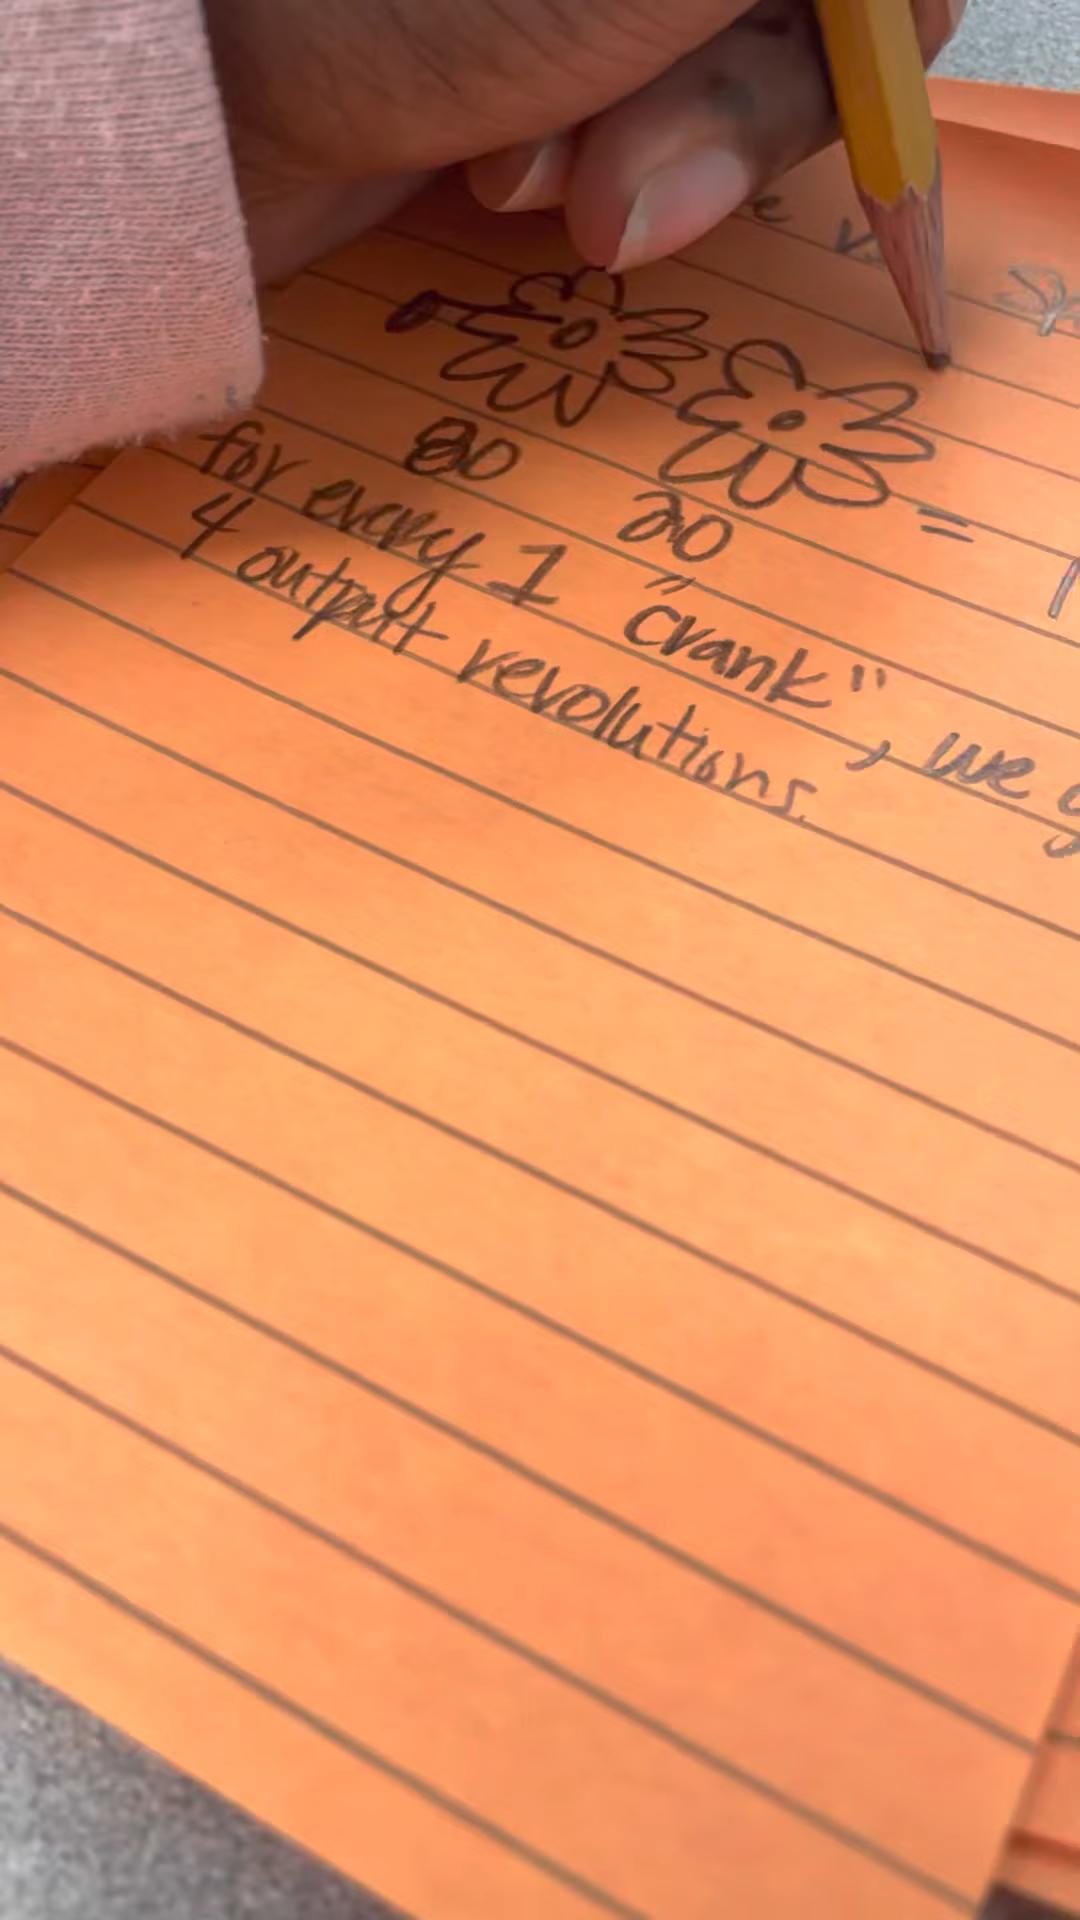 80
20
=
for every 1 "crank", we
4 output revolutions.